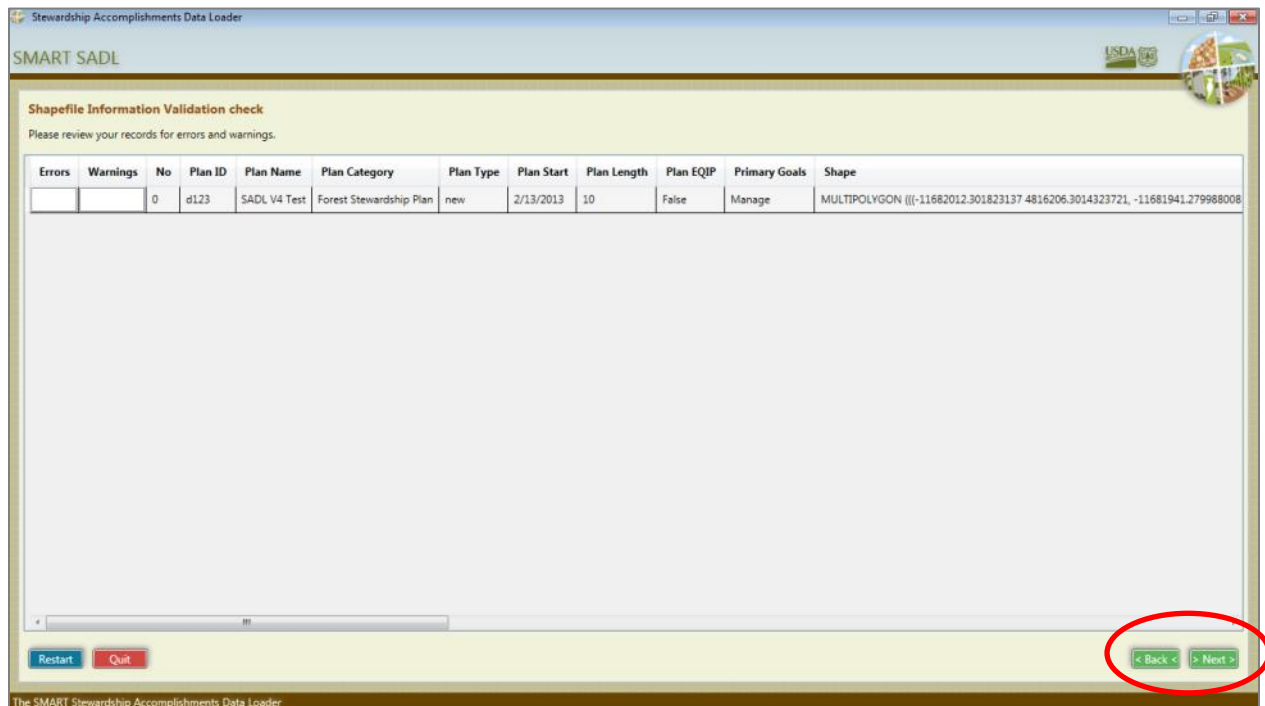 Stewardship Accomplishments Data Loader
SMART SADL
USDA
Shapefile Information Validation check
Please review your records for errors and warnings.
Errors Warnings No Plan ID Plan Name Plan Category Plan Type Plan Start Plan Length Plan EQIP Primary Goals Shape
0 d123 SADL V4 Test Forest Stewardship Plan new 2/13/2013 10 False Manage MULTIPOLYGON (((-11682012.301823137 4816206.3014323721, -11681941.279988008
Restart Quit < Back < > Next >
The SMART Stewardship Accomplishments Data Loader